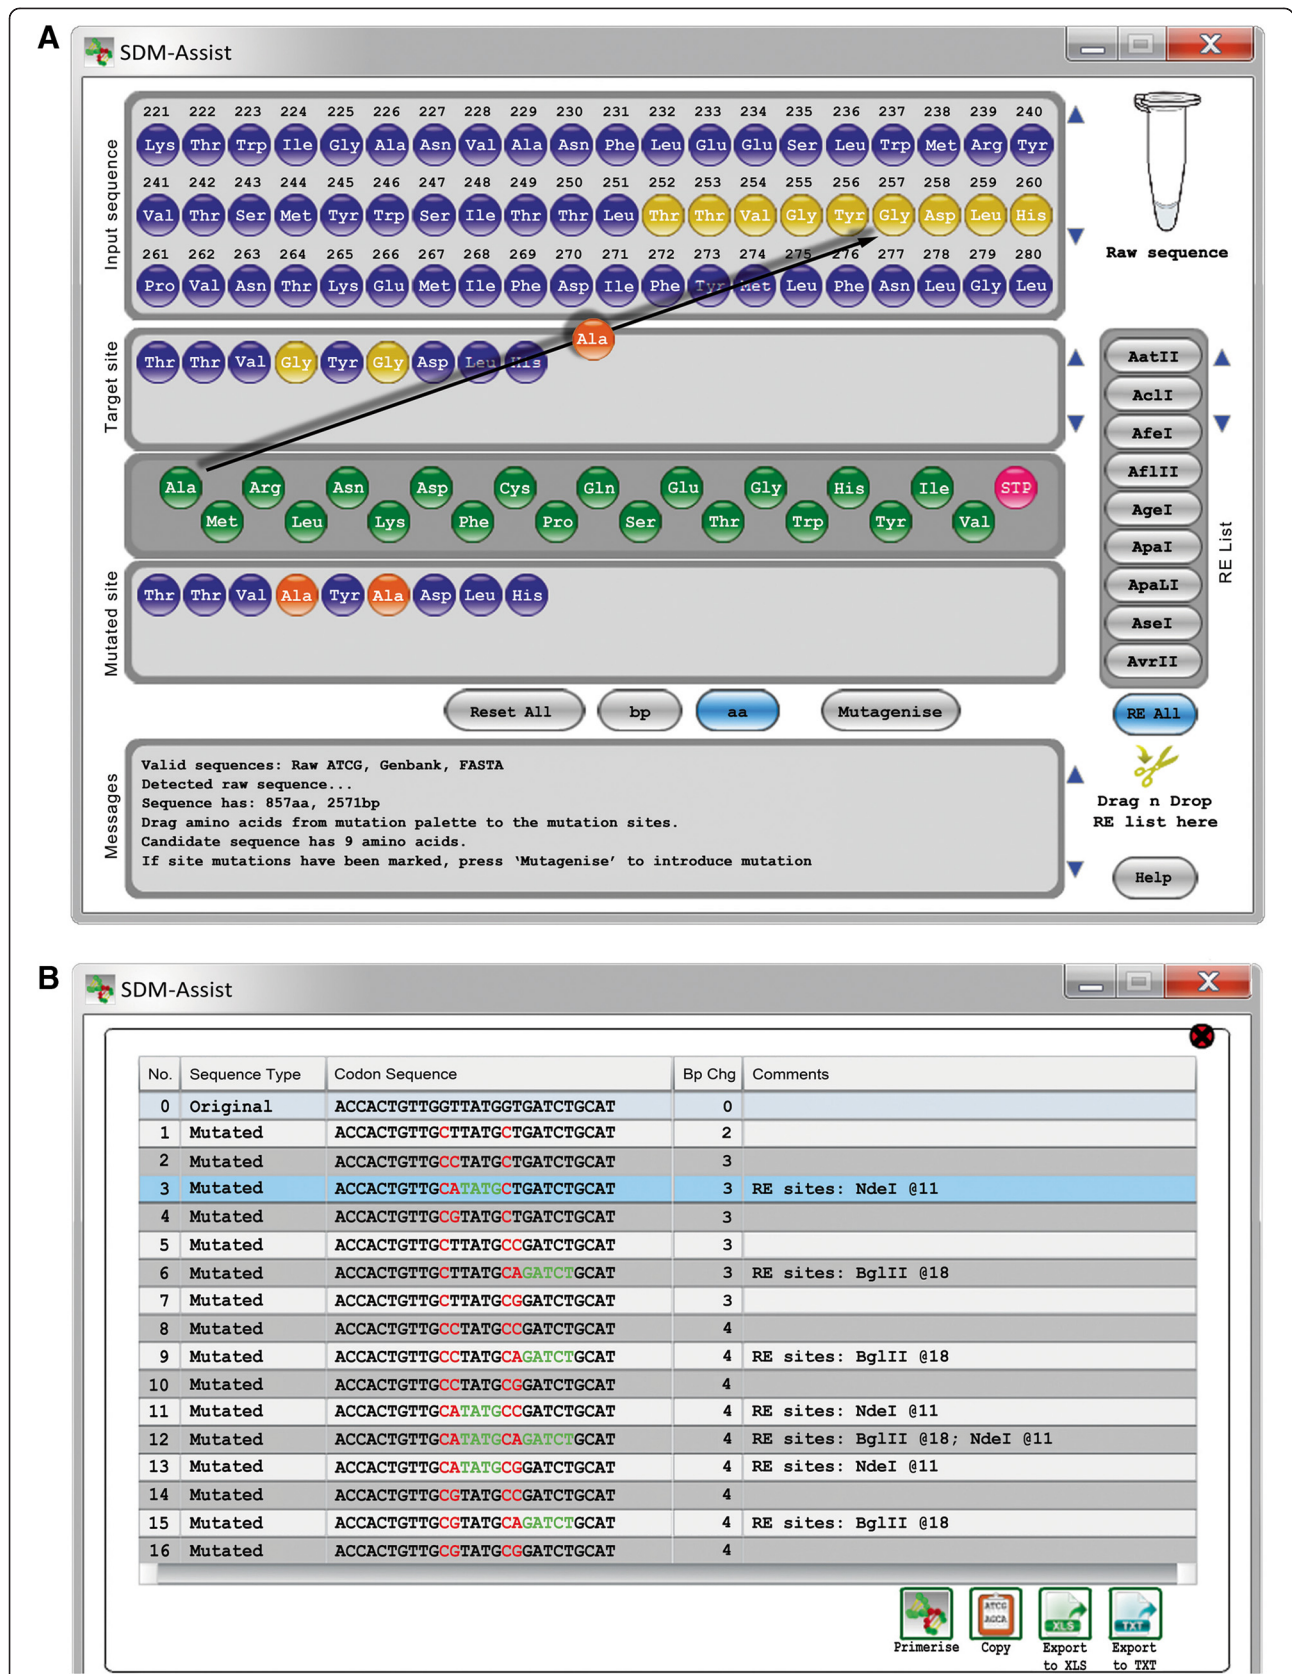 A
SDM-Assist
Input sequence
221 222 223 224 225 226 227 228 229 230 231 232 233 234 235 236 237 238 239 240
Lys Thr Trp Ile Gly Ala Asn Val Ala Asn Phe Leu Glu Glu Ser Leu Trp Met Arg Tyr
241 242 243 244 245 246 247 248 249 250 251 252 253 254 255 256 257 258 259 260
Val Thr Ser Met Tyr Trp Ser Ile Thr Thr Leu Thr Thr Val Gly Tyr Gly Asp Leu His
261 262 263 264 265 266 267 268 269 270 271 272 273 274 275 276 277 278 279 280
Pro Val Asn Thr Lys Glu Met Ile Phe Asp Ile Phe Tyr Met Leu Phe Asn Leu Gly Leu
Raw sequence
Target site
Ala
Thr Thr Val Gly Tyr Gly Asp Leu His
Ala Arg Asn Asp Cys Gln Glu Gly His Ile STP
Met Leu Lys Phe Pro Ser Thr Trp Tyr Val
Mutated site
Thr Thr Val Ala Tyr Ala Asp Leu His
AatII
AclI
AfeI
AflII
AgeI
ApaI
ApaLI
AseI
AvrII
RE List
Reset All bp aa Mutagenise RE All
Messages
Valid sequences: Raw ATCG, Genbank, FASTA
Detected raw sequence...
Sequence has: 857aa, 2571bp
Drag amino acids from mutation palette to the mutation sites.
Candidate sequence has 9 amino acids.
If site mutations have been marked, press ‘Mutagenise’ to introduce mutation
Drag n Drop
RE list here
Help
B
SDM-Assist
No. Sequence Type Codon Sequence Bp Chg Comments
0 Original ACCACTGTTGGTTATGGTGATCTGCAT 0
1 Mutated ACCACTGTTGCTTATGCTGATCTGCAT 2
2 Mutated ACCACTGTTGCCTATGCTGATCTGCAT 3
3 Mutated ACCACTGTTGCATATGCTGATCTGCAT 3 RE sites: NdeI @11
4 Mutated ACCACTGTTGCGTATGCTGATCTGCAT 3
5 Mutated ACCACTGTTGCTTATGCCGATCTGCAT 3
6 Mutated ACCACTGTTGCTTATGCAGATCTGCAT 3 RE sites: BglII @18
7 Mutated ACCACTGTTGCTTATGCGGATCTGCAT 3
8 Mutated ACCACTGTTGCCTATGCCGATCTGCAT 4
9 Mutated ACCACTGTTGCCTATGCAGATCTGCAT 4 RE sites: BglII @18
10 Mutated ACCACTGTTGCCTATGCGGATCTGCAT 4
11 Mutated ACCACTGTTGCATATGCCGATCTGCAT 4 RE sites: NdeI @11
12 Mutated ACCACTGTTGCATATGCAGATCTGCAT 4 RE sites: BglII @18; NdeI @11
13 Mutated ACCACTGTTGCATATGCGGATCTGCAT 4 RE sites: NdeI @11
14 Mutated ACCACTGTTGCGTATGCCGATCTGCAT 4
15 Mutated ACCACTGTTGCGTATGCAGATCTGCAT 4 RE sites: BglII @18
16 Mutated ACCACTGTTGCGTATGCGGATCTGCAT 4
ATCG
AGCA
XLS
TXT
Primerise Copy Export to XLS Export to TXT